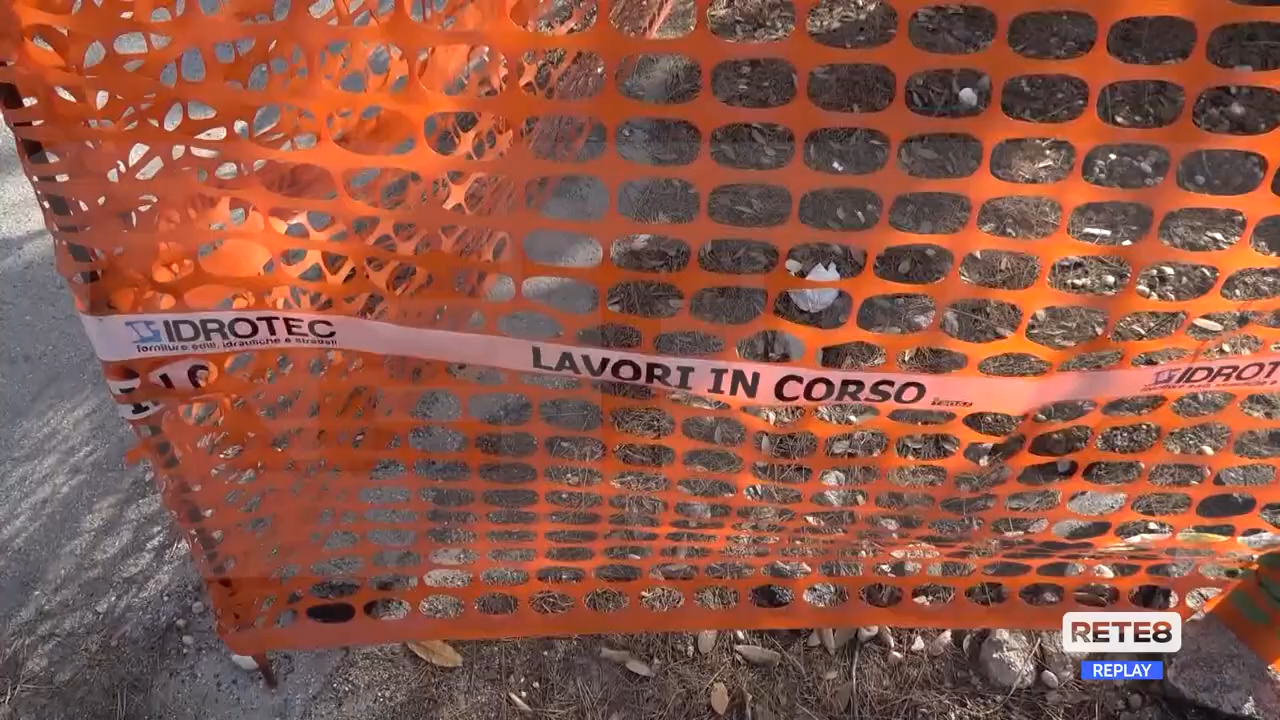 IDROTEC
forniture edili, idrauliche e stradali
LAVORI IN CORSO
IDROT
RETE8
REPLAY